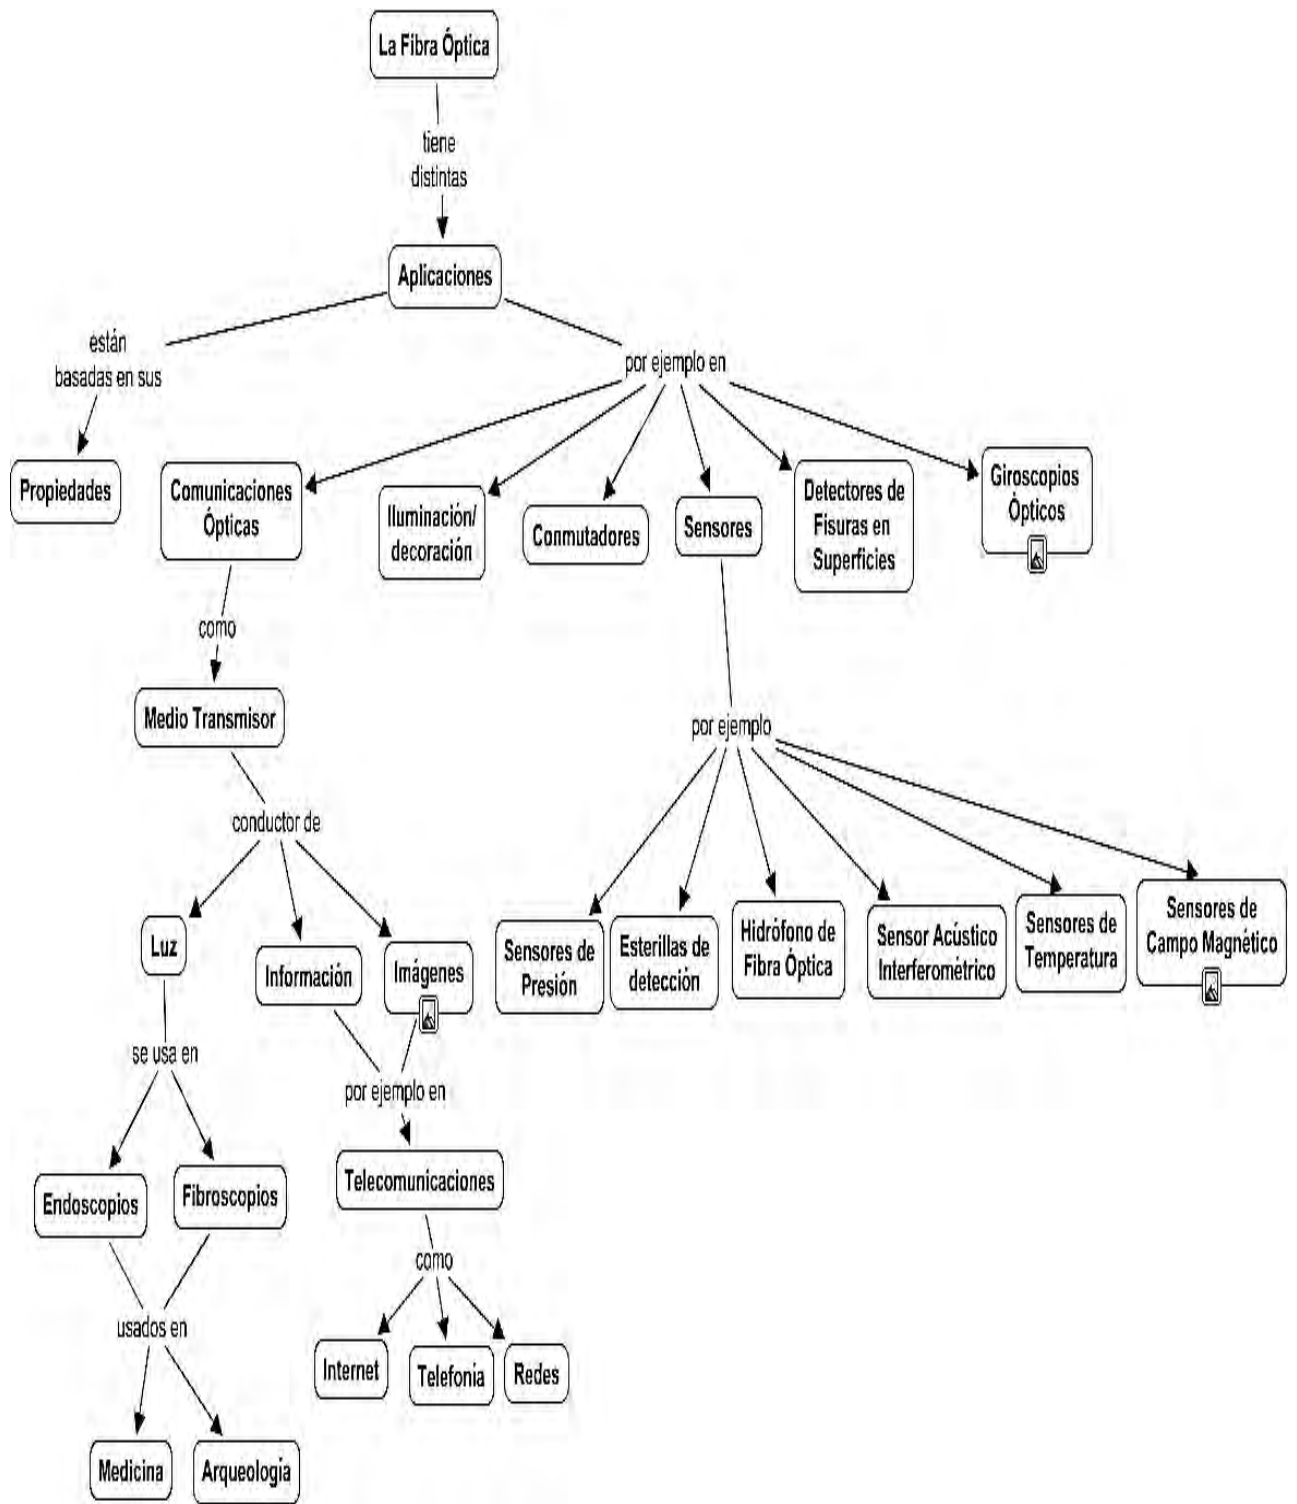 La Fibra Óptica
tiene
distintas
Aplicaciones
están
basadas en sus
por ejemplo en
Propiedades
Comunicaciones
Ópticas
Iluminación/
decoración
Conmutadores
Sensores
Detectores de
Fisuras en
Superficies
Giroscopios
Ópticos
como
Medio Transmisor
conductor de
Luz
Información
Imágenes
por ejemplo
Sensores de
Presión
Esterillas de
detección
Hidrófono de
Fibra Óptica
Sensor Acústico
Interferométrico
Sensores de
Temperatura
Sensores de
Campo Magnético
se usa en
por ejemplo en
Endoscopios
Fibroscopios
Telecomunicaciones
usados en
como
Internet
Telefonía
Redes
Medicina
Arqueología